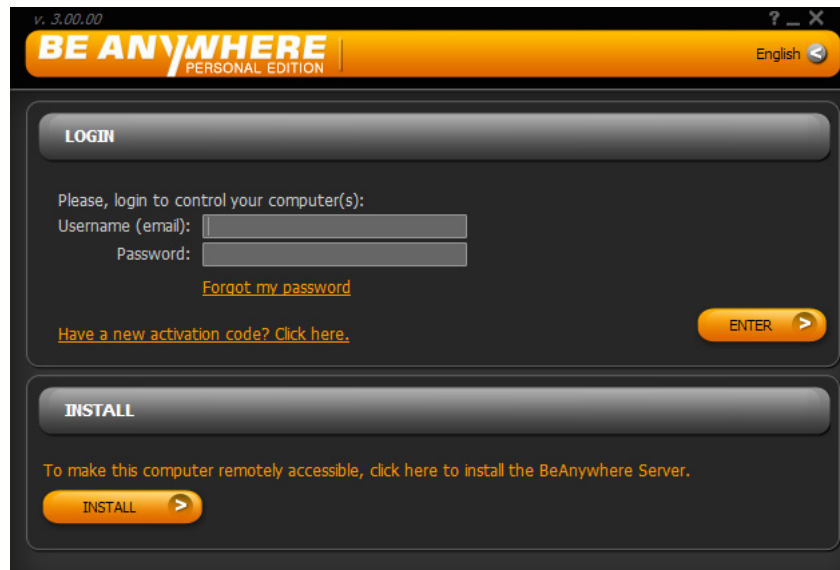 v. 3.00.00
? _ X
BE ANYWHERE
PERSONAL EDITION
English
LOGIN
Please, login to control your computer(s):
Username (email):
Password:
Forgot my password
Have a new activation code? Click here.
ENTER >
INSTALL
To make this computer remotely accessible, click here to install the BeAnywhere Server.
INSTALL >